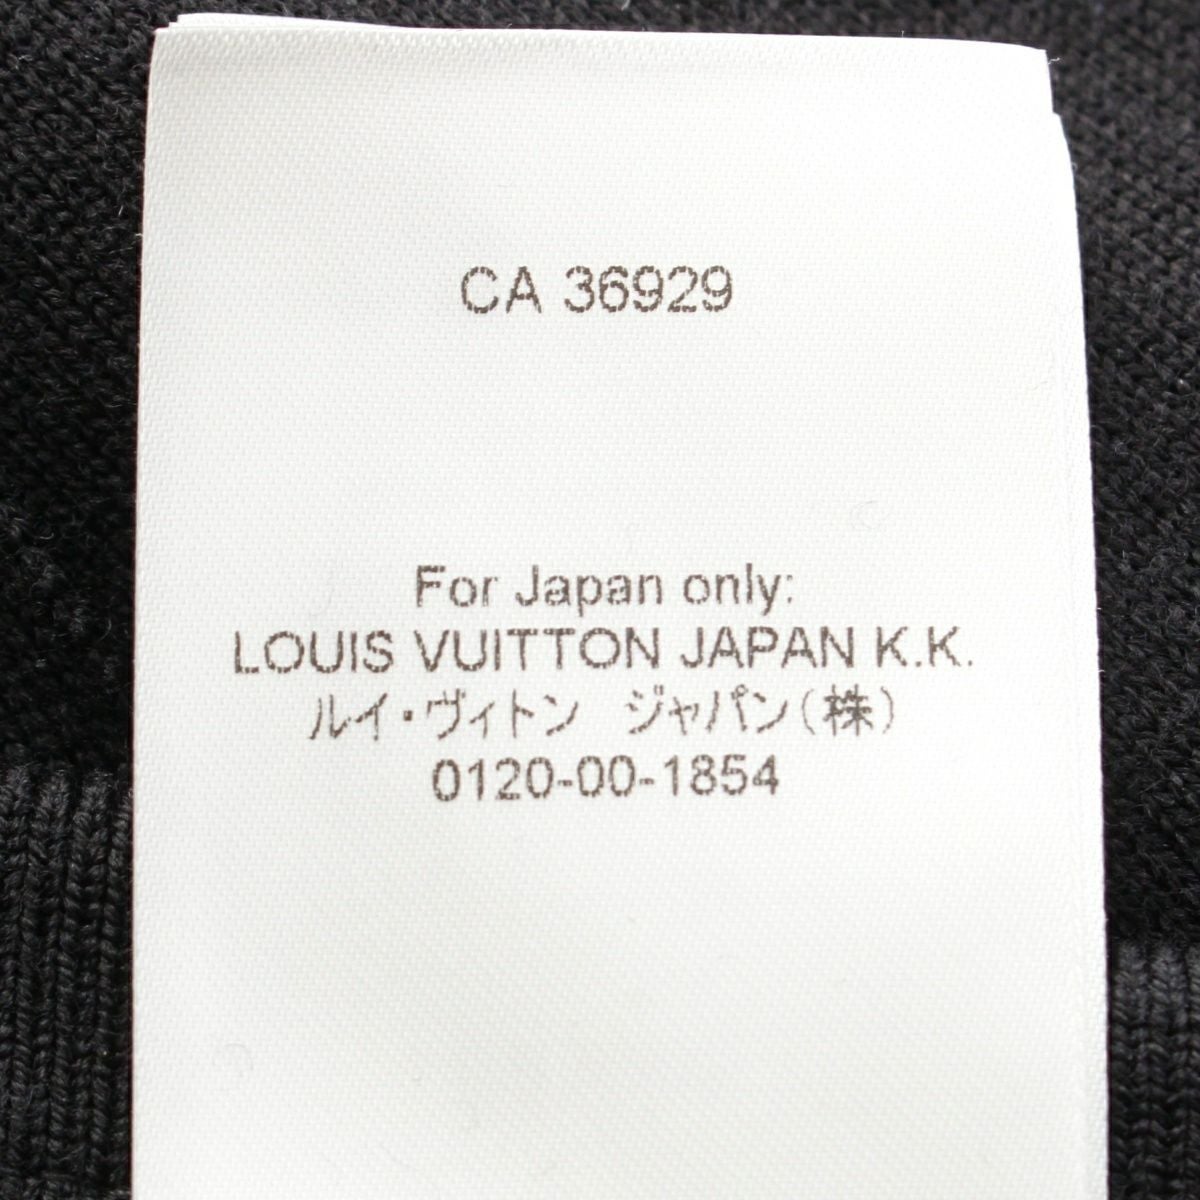 CA 36929
For Japan only:
LOUIS VUITTON JAPAN K.K.
ルイ・ヴィトン　ジャパン(株)
0120-00-1854